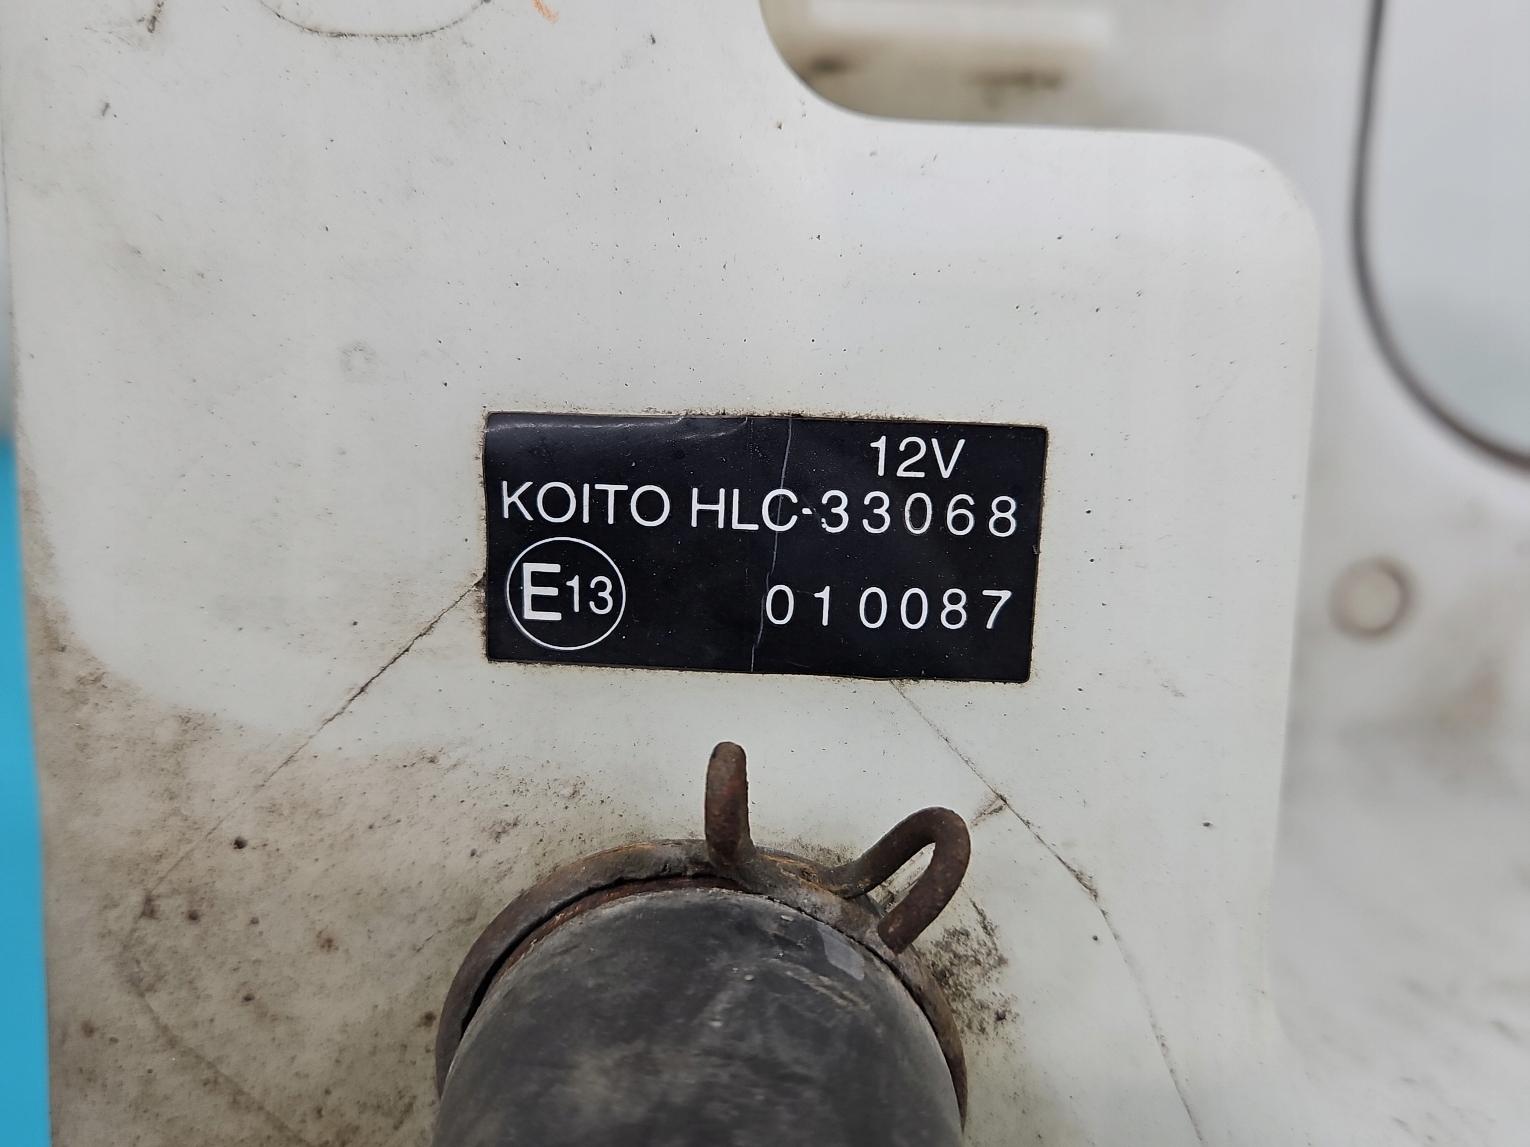 12V
KOITO HLC-33068
E13 010087